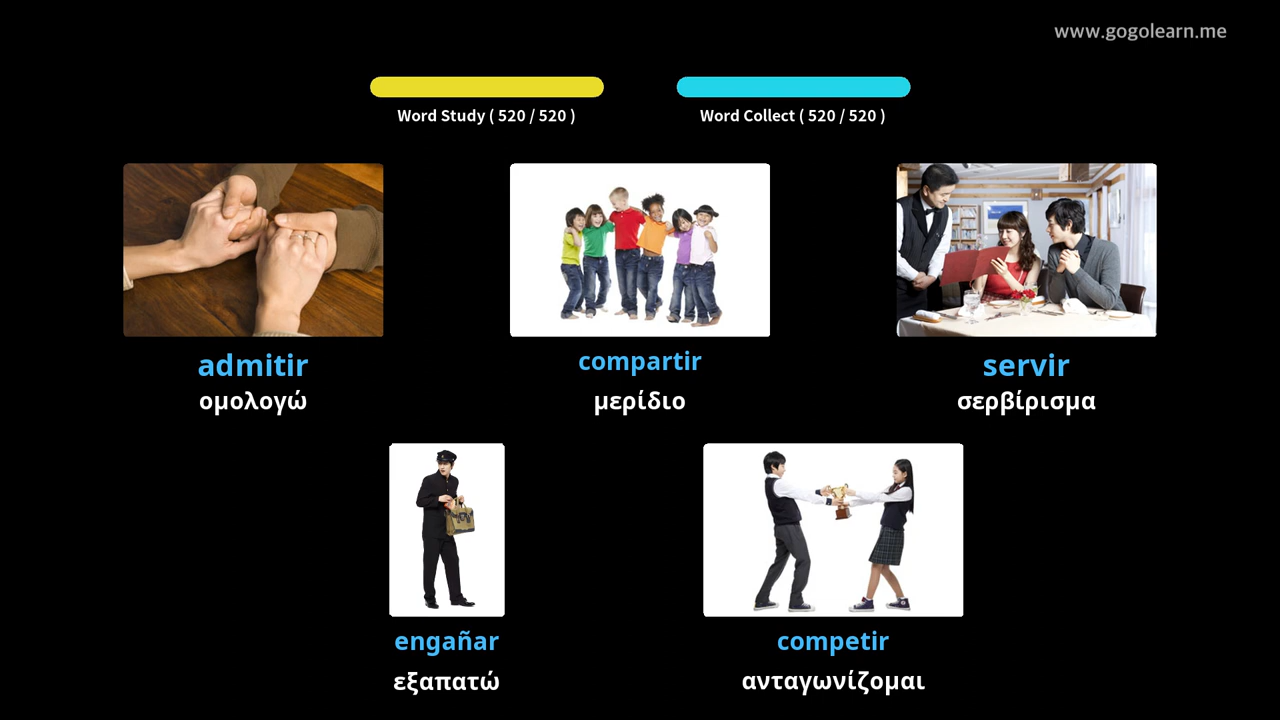 www.gogolearn.me
Word Study ( 520 / 520 )
Word Collect ( 520 / 520 )
admitir
ομολογώ
compartir
μερίδιο
servir
σερβίρισμα
engañar
εξαπατώ
competir
ανταγωνίζομαι